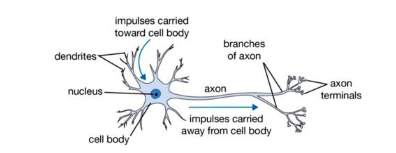 impulses carried
toward cell body
dendrites
nucleus
cell body
axon
impulses carried
away from cell body
branches
of axon
axon
terminals